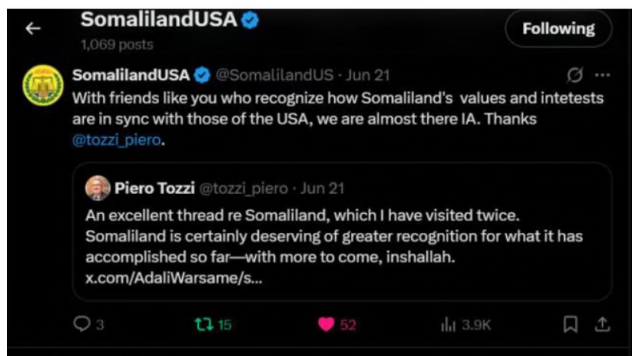 SomalilandUSA
1,069 posts
Following
SomalilandUSA @SomalilandUS · Jun 21
With friends like you who recognize how Somaliland's values and intetests
are in sync with those of the USA, we are almost there IA. Thanks
@tozzi_piero.
Piero Tozzi @tozzi_piero · Jun 21
An excellent thread re Somaliland, which I have visited twice.
Somaliland is certainly deserving of greater recognition for what it has
accomplished so far—with more to come, inshallah.
x.com/AdaliWarsame/s...
3 15 52 3.9K